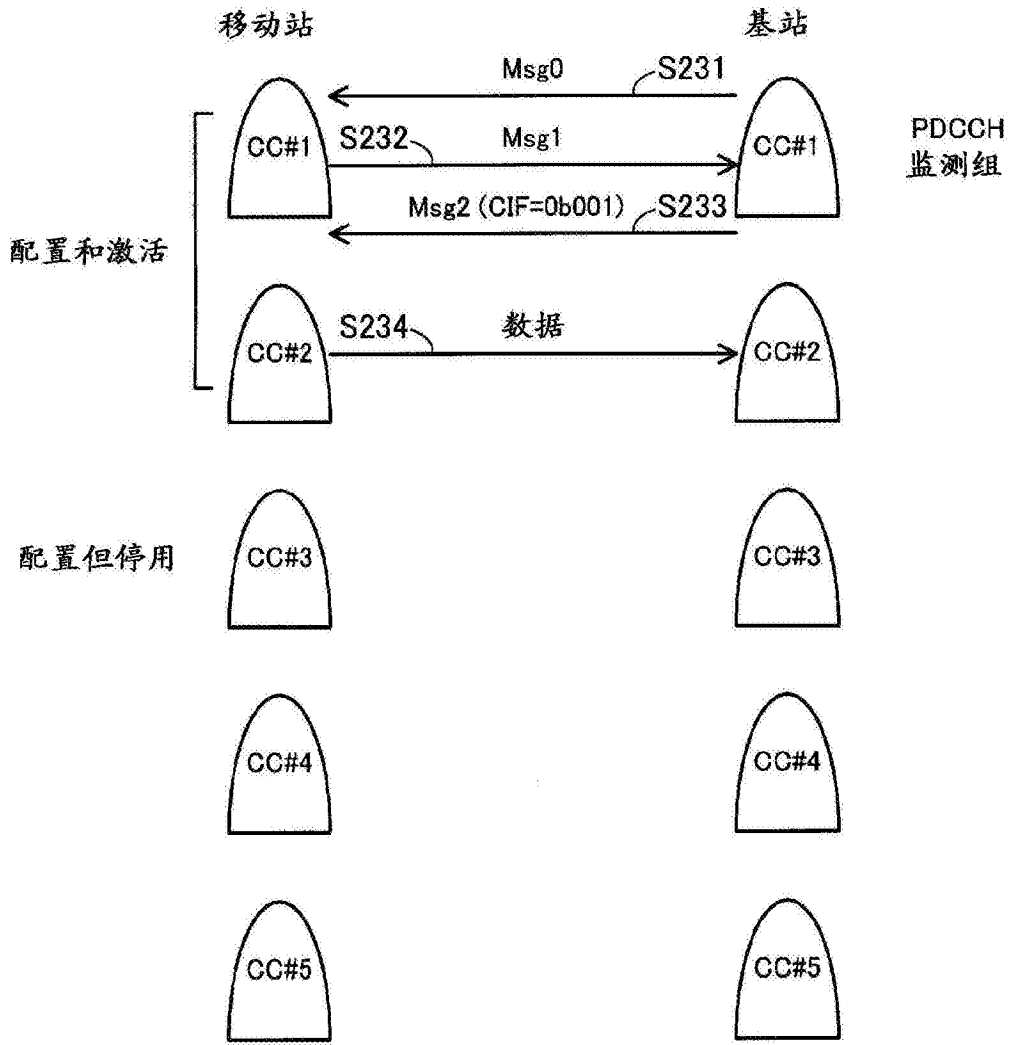 移动站
基站
Msg0
S231
CC#1
S232
Msg1
CC#1
PDCCH
监测组
Msg2 (CIF=0b001)
S233
配置和激活
CC#2
S234
数据
CC#2
配置但停用
CC#3
CC#3
CC#4
CC#4
CC#5
CC#5